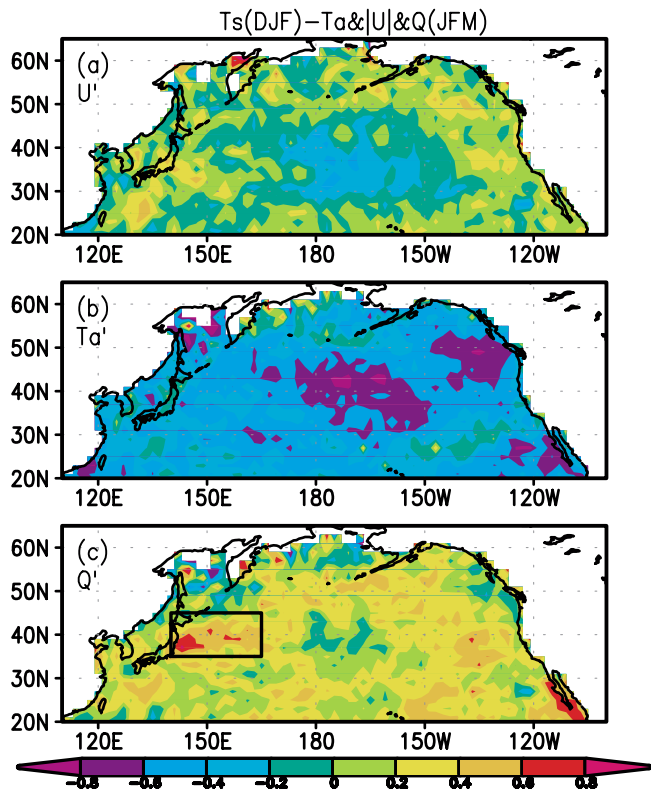 Ts(DJF)−Ta&|U|&Q(JFM)
60N
(a)
U'
50N
40N
30N
20N
120E 150E 180 150W 120W
60N
(b)
Ta'
50N
40N
30N
20N
120E 150E 180 150W 120W
60N
(c)
Q'
50N
40N
30N
20N
120E 150E 180 150W 120W
−0.8 −0.6 −0.4 −0.2 0 0.2 0.4 0.6 0.8